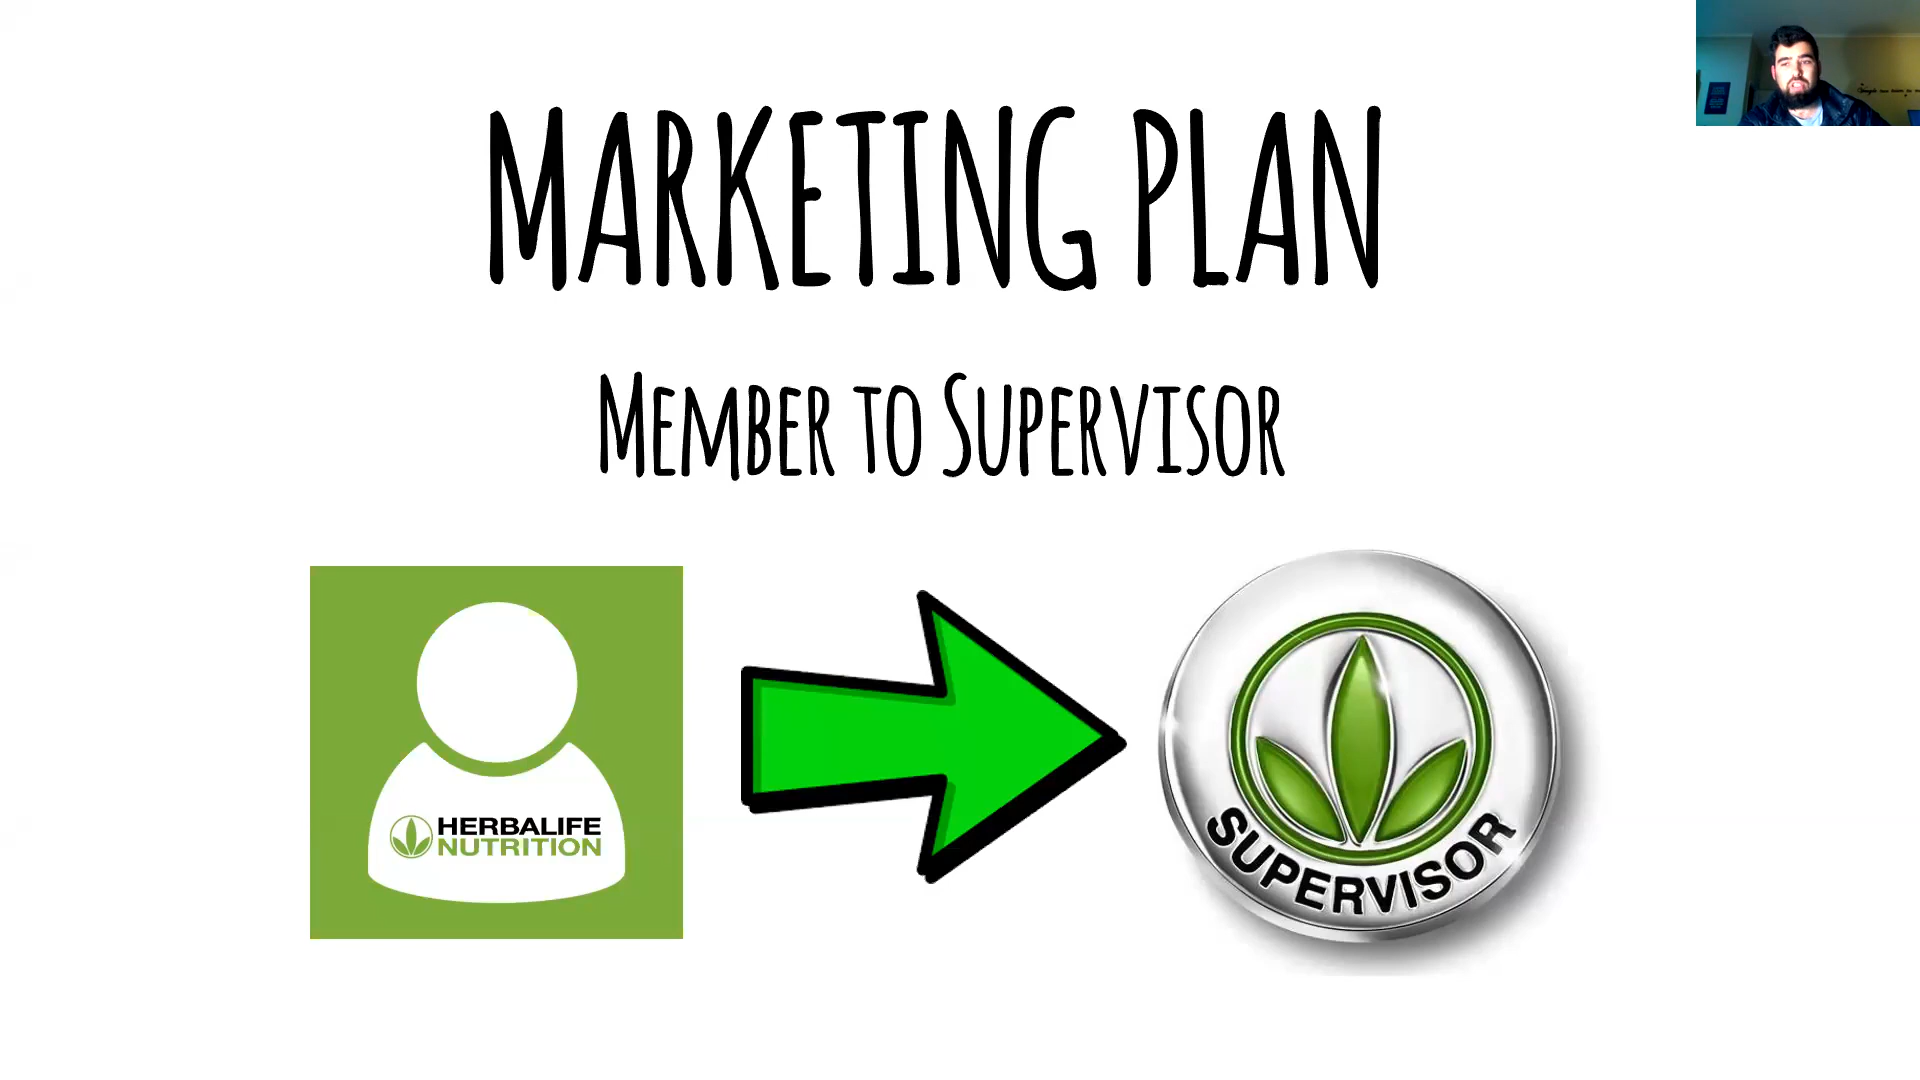 MARKETING PLAN
MEMBER TO SUPERVISOR
HERBALIFE
NUTRITION
SUPERVISOR